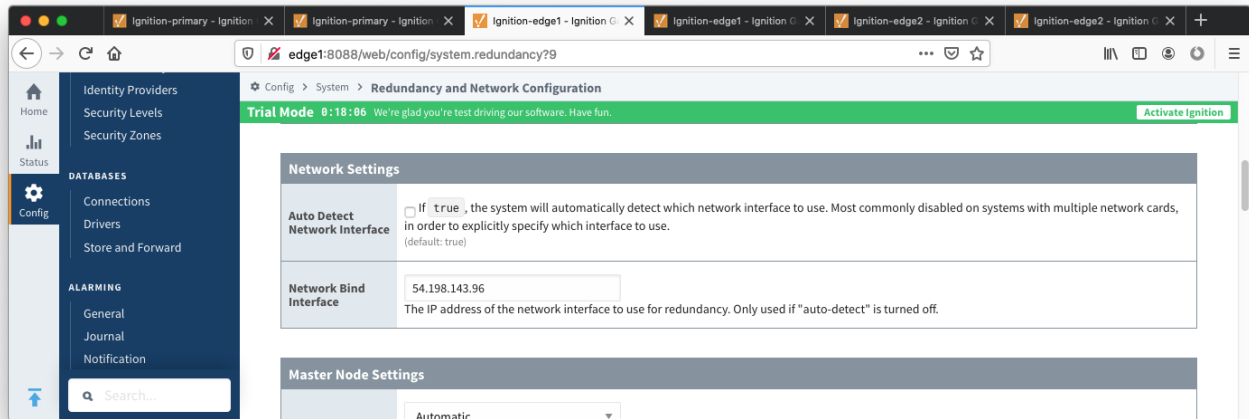 Ignition-primary - Ignition
Ignition-primary - Ignition
Ignition-edge1 - Ignition G
Ignition-edge1 - Ignition G
Ignition-edge2 - Ignition G
Ignition-edge2 - Ignition G
edge1:8088/web/config/system.redundancy?9
Home
Status
Config
Identity Providers
Security Levels
Security Zones
DATABASES
Connections
Drivers
Store and Forward
ALARMING
General
Journal
Notification
Search...
Config > System > Redundancy and Network Configuration
Trial Mode 0:18:06 We're glad you're test driving our software. Have fun.
Activate Ignition
Network Settings
Auto Detect
Network Interface
If true , the system will automatically detect which network interface to use. Most commonly disabled on systems with multiple network cards,
in order to explicitly specify which interface to use.
(default: true)
Network Bind
Interface
54.198.143.96
The IP address of the network interface to use for redundancy. Only used if "auto-detect" is turned off.
Master Node Settings
Automatic